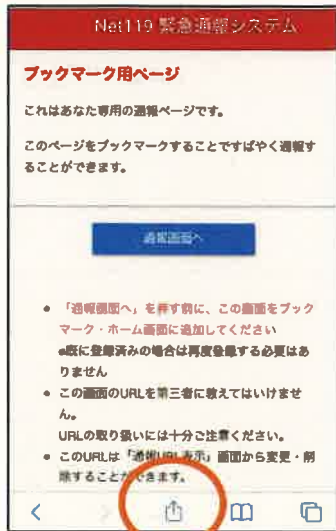 Net119 緊急通報システム
ブックマーク用ページ
これはあなた専用の通報ページです。
このページをブックマークすることですばやく通報す
ることができます。
通報画面へ
● 「通報画面へ」を押す前に、この画面をブック
マーク・ホーム画面に追加してください
●既に登録済みの場合は再度登録する必要はあ
りません
● この画面のURLを第三者に教えてはいけませ
ん。
URLの取り扱いには十分ご注意ください。
● このURLは「通報URL表示」画面から変更・削
除することができます。